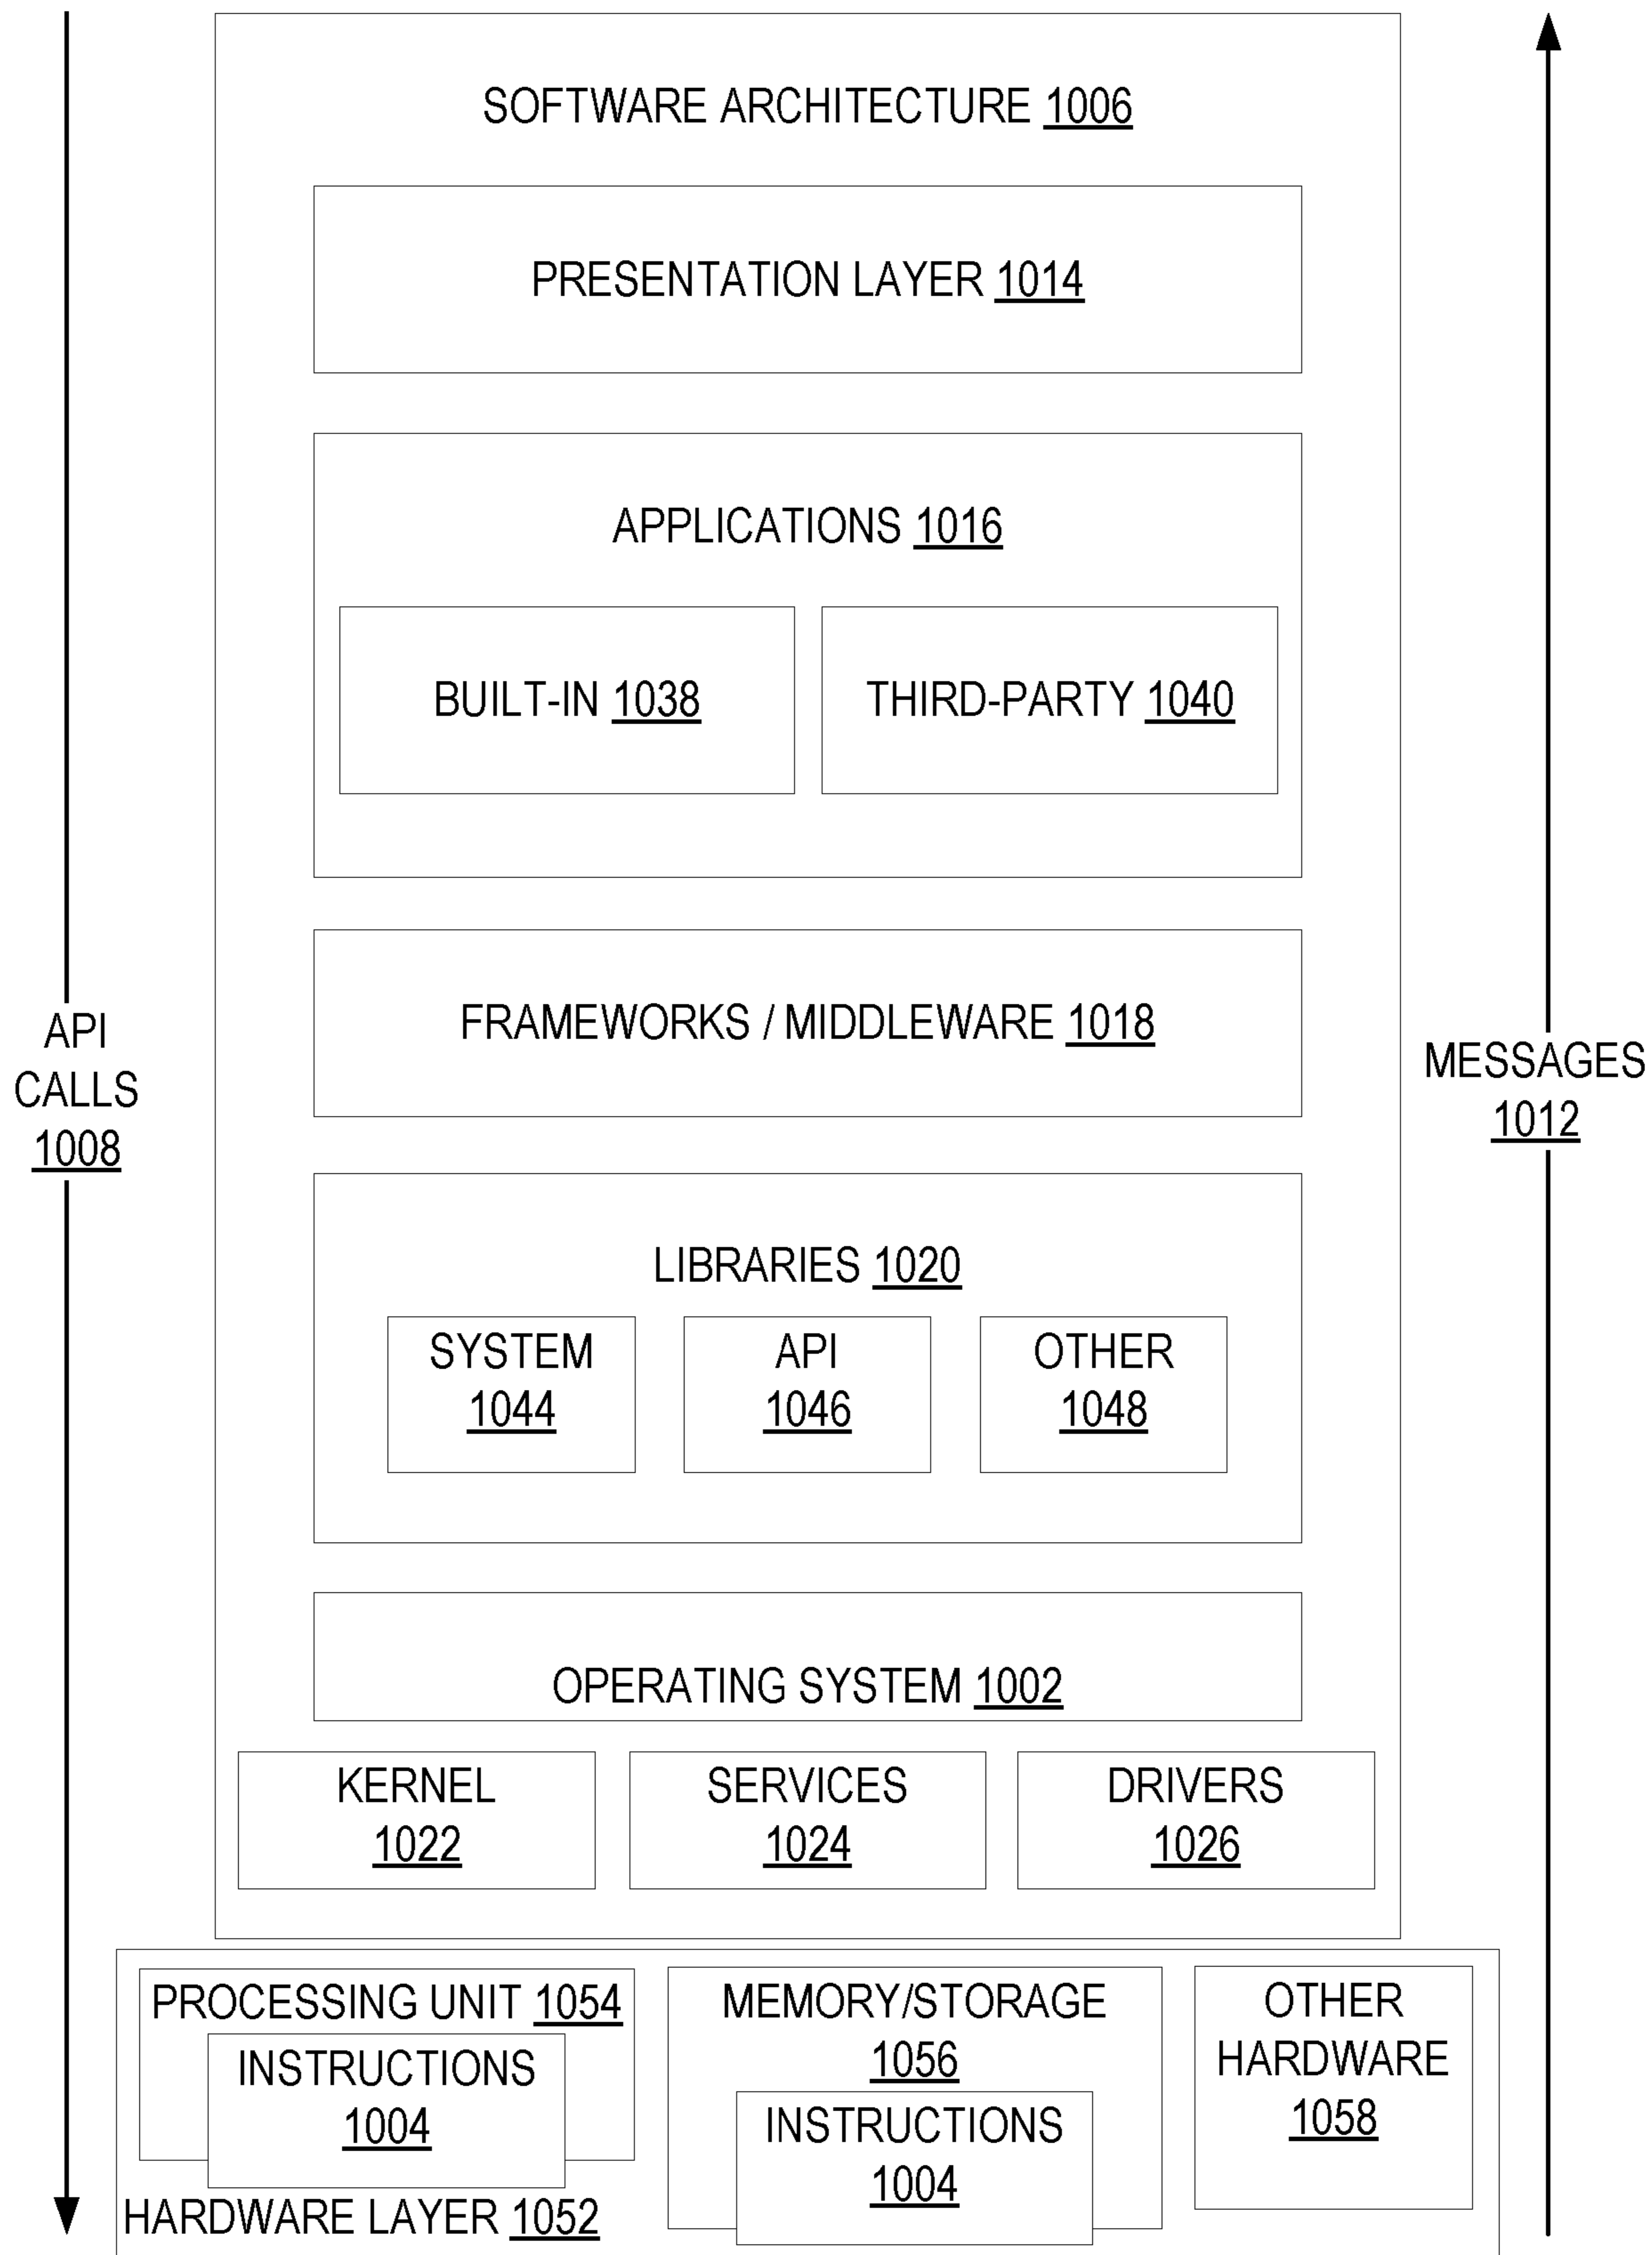 SOFTWARE ARCHITECTURE 1006
PRESENTATION LAYER 1014
APPLICATIONS 1016
BUILT-IN 1038
THIRD-PARTY 1040
FRAMEWORKS / MIDDLEWARE 1018
API
CALLS
1008
MESSAGES
1012
LIBRARIES 1020
SYSTEM
1044
API
1046
OTHER
1048
OPERATING SYSTEM 1002
KERNEL
1022
SERVICES
1024
DRIVERS
1026
PROCESSING UNIT 1054
INSTRUCTIONS
1004
MEMORY/STORAGE
1056
INSTRUCTIONS
1004
OTHER
HARDWARE
1058
HARDWARE LAYER 1052